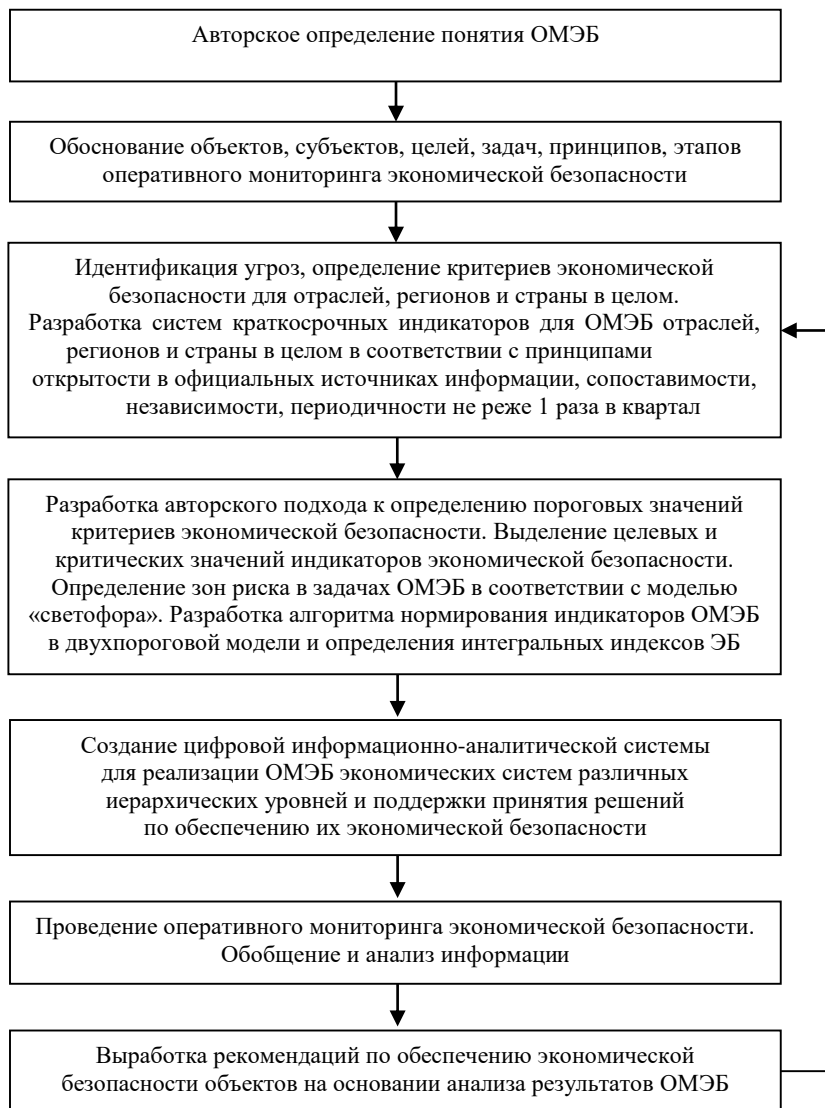 Авторское определение понятия ОМЭБ
Обоснование объектов, субъектов, целей, задач, принципов, этапов
оперативного мониторинга экономической безопасности
Идентификация угроз, определение критериев экономической
безопасности для отраслей, регионов и страны в целом.
Разработка систем краткосрочных индикаторов для ОМЭБ отраслей,
регионов и страны в целом в соответствии с принципами
открытости в официальных источниках информации, сопоставимости,
независимости, периодичности не реже 1 раза в квартал
Разработка авторского подхода к определению пороговых значений
критериев экономической безопасности. Выделение целевых и
критических значений индикаторов экономической безопасности.
Определение зон риска в задачах ОМЭБ в соответствии с моделью
«светофора». Разработка алгоритма нормирования индикаторов ОМЭБ
в двухпороговой модели и определения интегральных индексов ЭБ
Создание цифровой информационно-аналитической системы
для реализации ОМЭБ экономических систем различных
иерархических уровней и поддержки принятия решений
по обеспечению их экономической безопасности
Проведение оперативного мониторинга экономической безопасности.
Обобщение и анализ информации
Выработка рекомендаций по обеспечению экономической
безопасности объектов на основании анализа результатов ОМЭБ